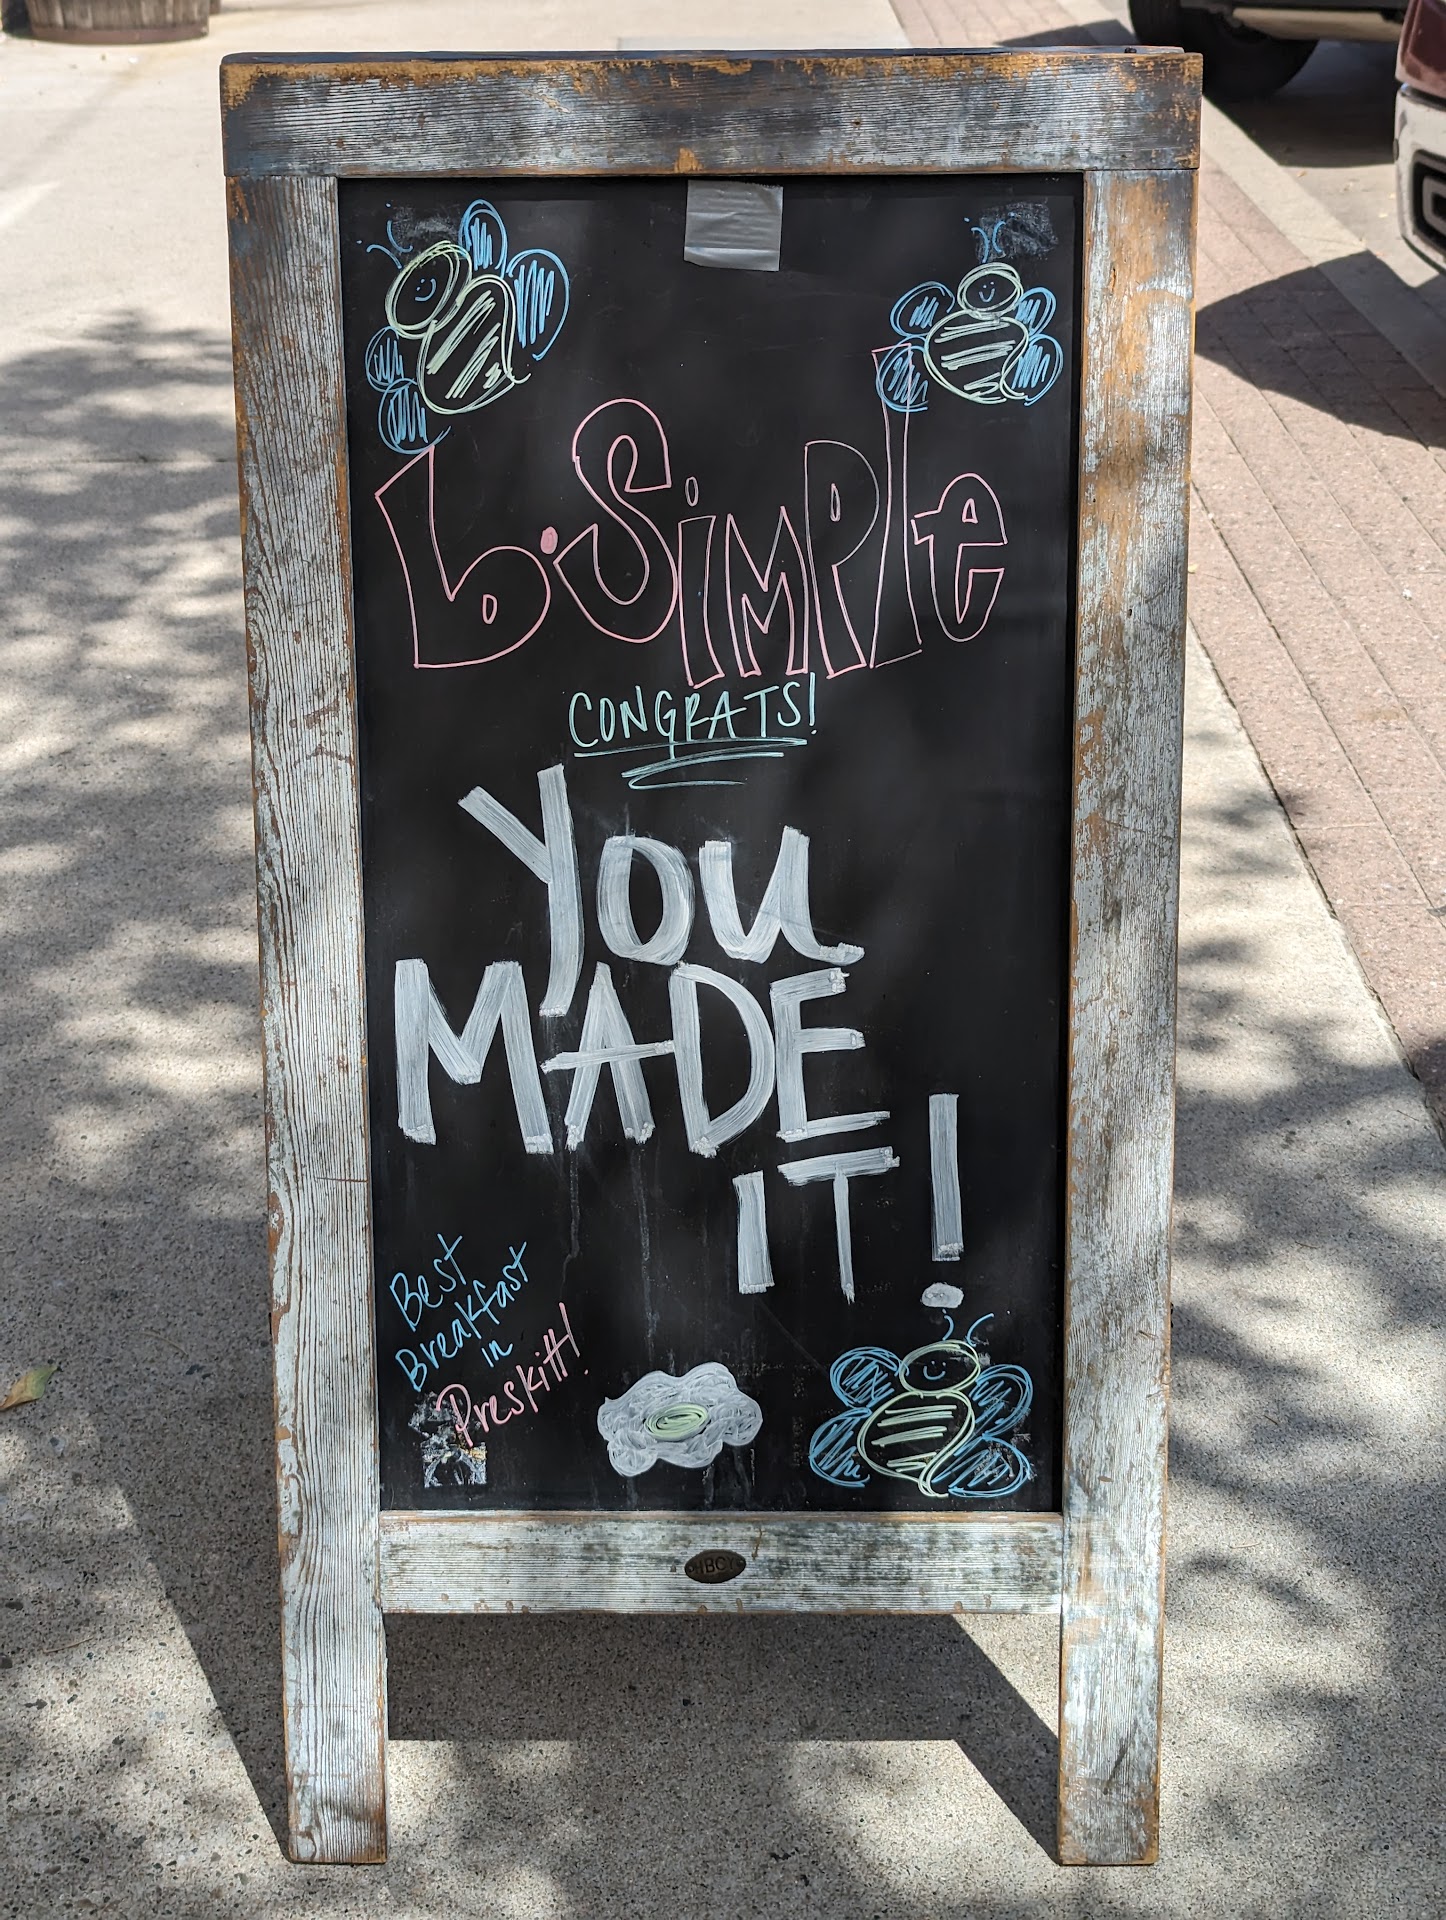 b.Simple
CONGRATS!
YOU
MADE
IT!
Best
Breakfast
in
Preskitt!